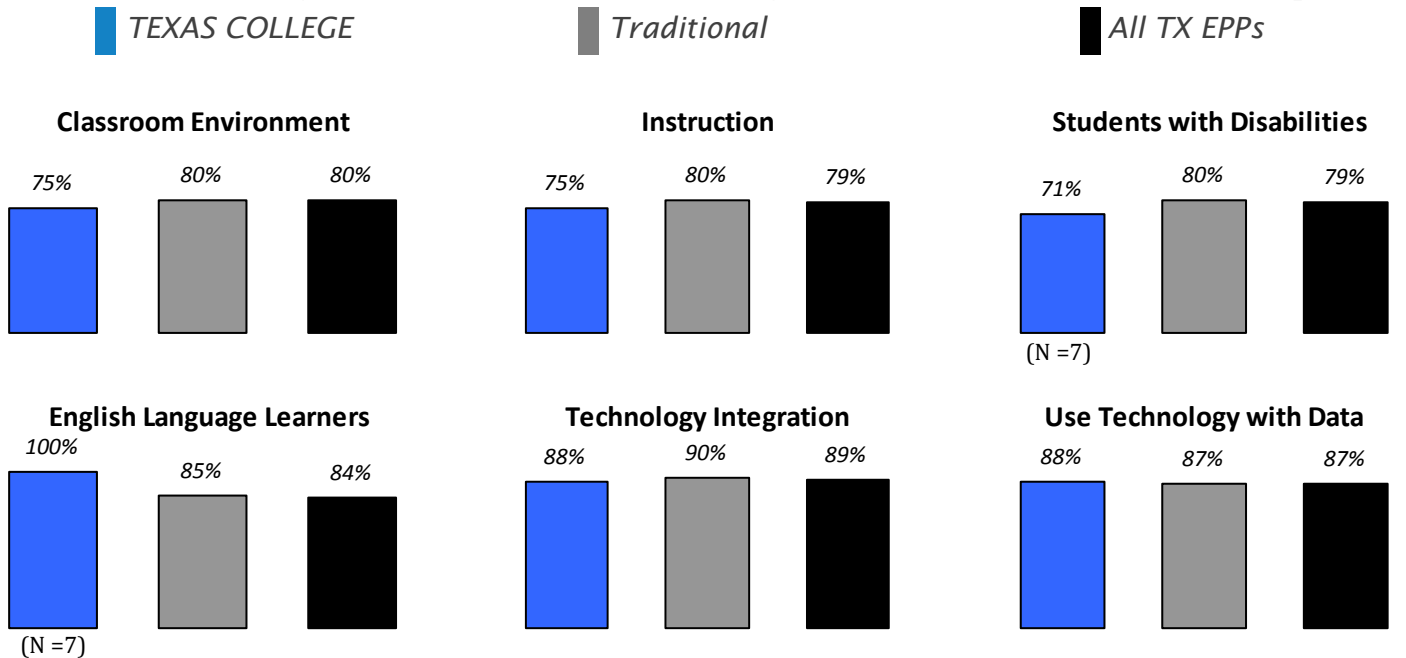 TEXAS COLLEGE
Traditional
All TX EPPs
Classroom Environment
75%
80%
80%
Instruction
75%
80%
79%
Students with Disabilities
71%
80%
79%
(N =7)
English Language Learners
100%
85%
84%
(N =7)
Technology Integration
88%
90%
89%
Use Technology with Data
88%
87%
87%